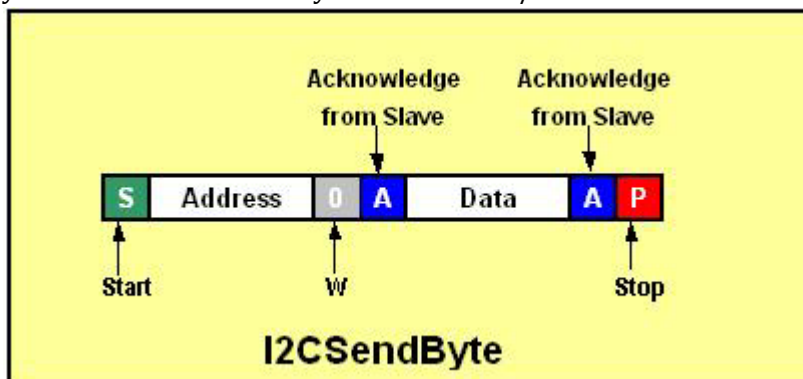 Acknowledge Acknowledge
from Slave from Slave
S Address 0 A Data A P
Start W Stop
I2CSendByte